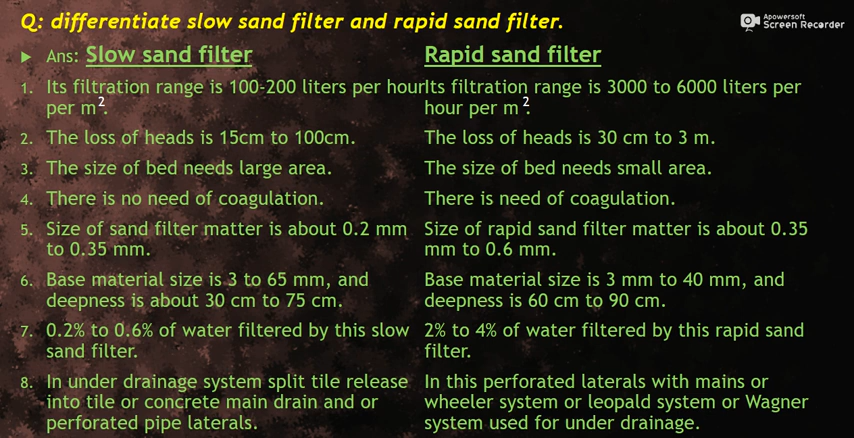 Q: differentiate slow sand filter and rapid sand filter.
Apowersoft
Screen Recorder
Ans: Slow sand filter
1. Its filtration range is 100-200 liters per hour
per m².
2. The loss of heads is 15cm to 100cm.
3. The size of bed needs large area.
4. There is no need of coagulation.
5. Size of sand filter matter is about 0.2 mm
to 0.35 mm.
6. Base material size is 3 to 65 mm, and
deepness is about 30 cm to 75 cm.
7. 0.2% to 0.6% of water filtered by this slow
sand filter.
8. In under drainage system split tile release
into tile or concrete main drain and or
perforated pipe laterals.
Rapid sand filter
Its filtration range is 3000 to 6000 liters per
hour per m².
The loss of heads is 30 cm to 3 m.
The size of bed needs small area.
There is need of coagulation.
Size of rapid sand filter matter is about 0.35
mm to 0.6 mm.
Base material size is 3 mm to 40 mm, and
deepness is 60 cm to 90 cm.
2% to 4% of water filtered by this rapid sand
filter.
In this perforated laterals with mains or
wheeler system or leopald system or Wagner
system used for under drainage.